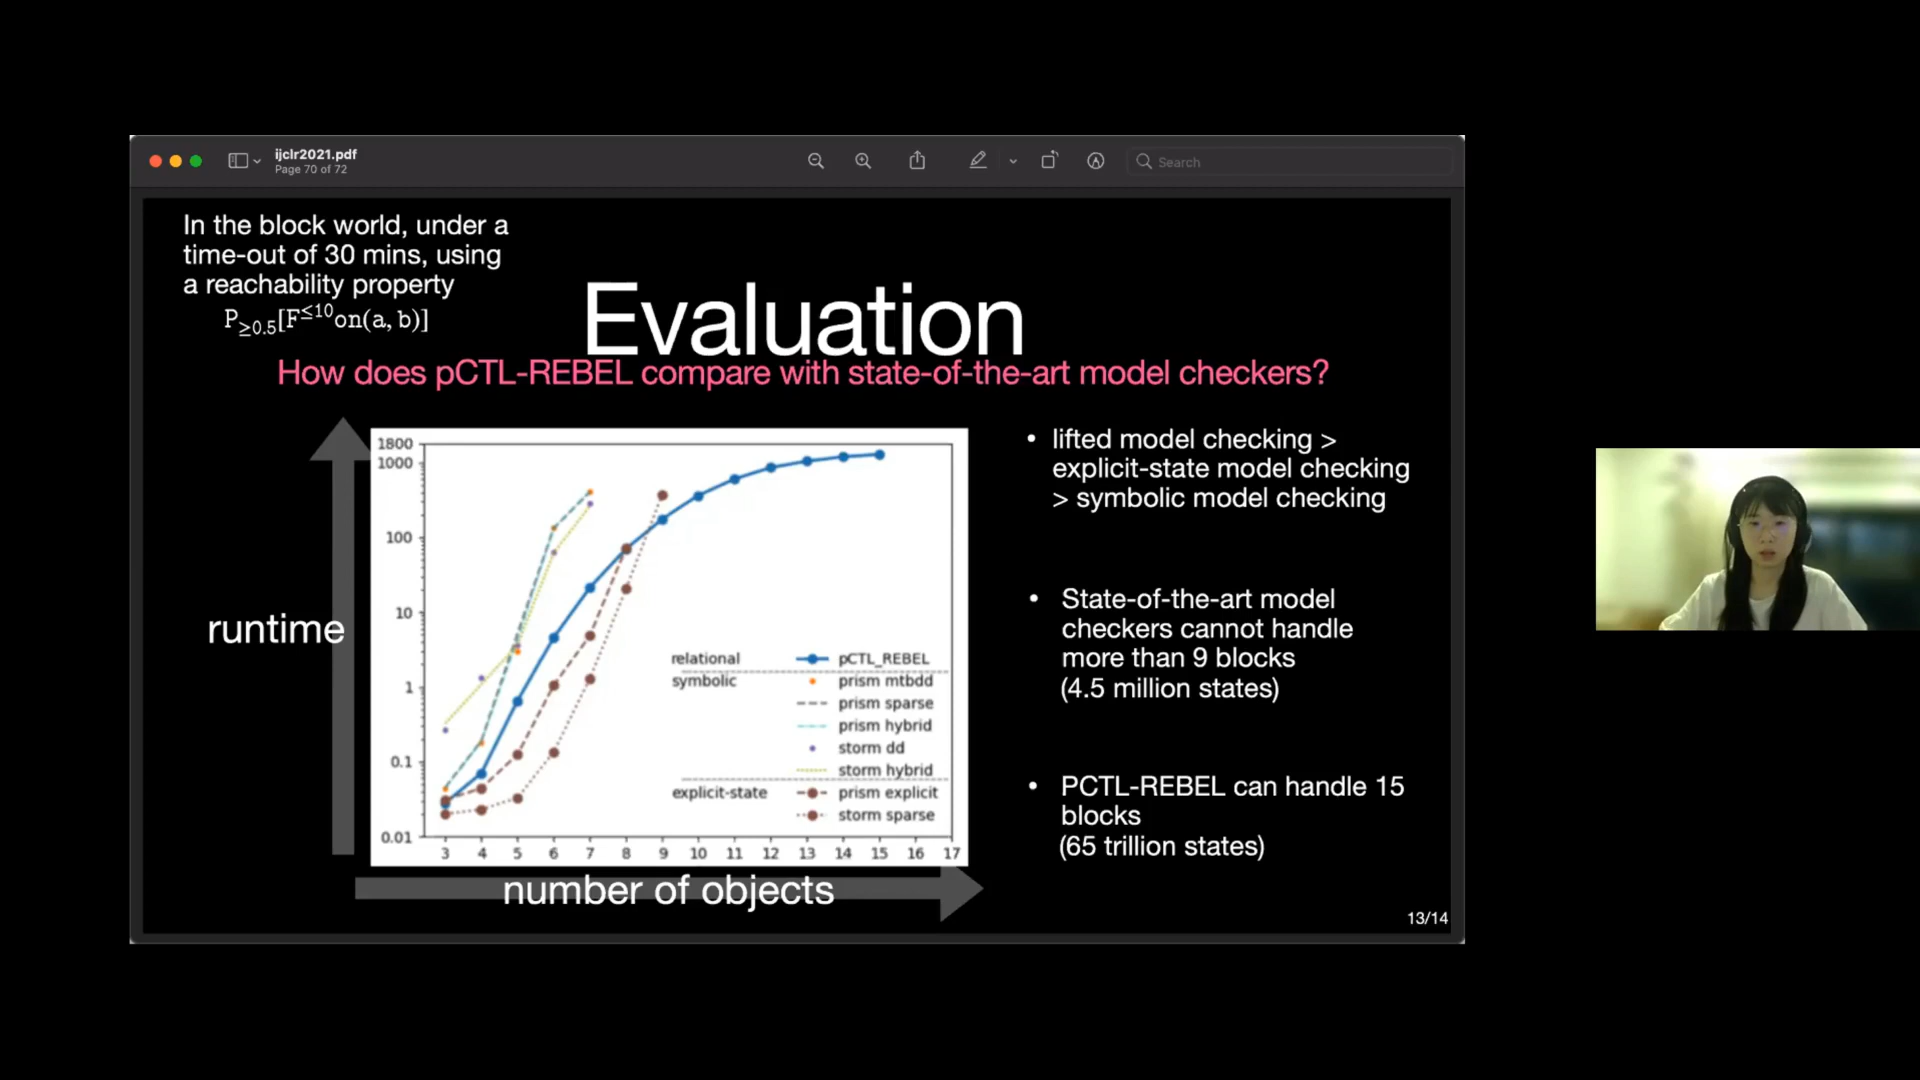 ijclr2021.pdf
Page 70 of 72
Search
In the block world, under a
time-out of 30 mins, using
a reachability property
P≥0.5[F≤10on(a, b)]
Evaluation
How does pCTL-REBEL compare with state-of-the-art model checkers?
runtime
1800
1000
100
10
1
0.1
0.01
relational
pCTL_REBEL
symbolic
prism mtbdd
prism sparse
prism hybrid
storm dd
storm hybrid
explicit-state
prism explicit
storm sparse
3 4 5 6 7 8 9 10 11 12 13 14 15 16 17
number of objects
• lifted model checking >
explicit-state model checking
> symbolic model checking
• State-of-the-art model
checkers cannot handle
more than 9 blocks
(4.5 million states)
• PCTL-REBEL can handle 15
blocks
(65 trillion states)
13/14